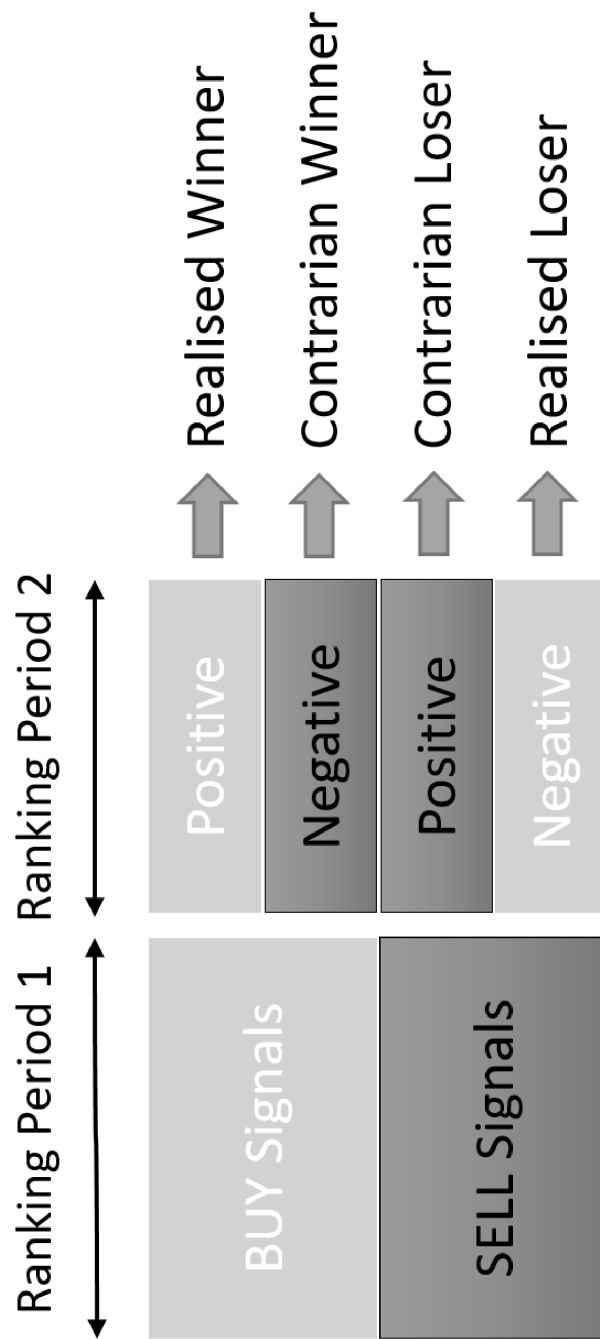 Ranking Period 1
Ranking Period 2
BUY Signals
Positive
Realised Winner
Negative
Contrarian Winner
SELL Signals
Positive
Contrarian Loser
Negative
Realised Loser